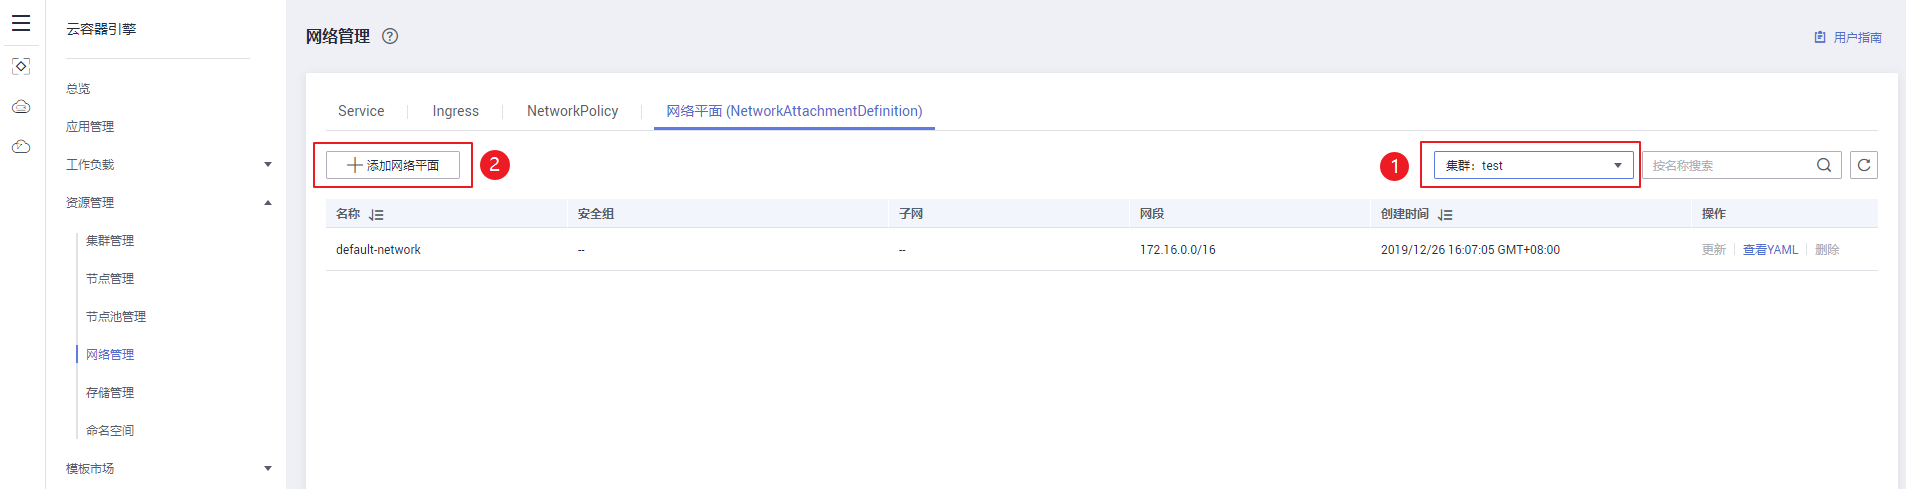 云容器引擎
总览
应用管理
工作负载
资源管理
集群管理
节点管理
节点池管理
网络管理
存储管理
命名空间
模板市场
网络管理 ?
用户指南
Service Ingress NetworkPolicy 网络平面 (NetworkAttachmentDefinition)
添加网络平面 2 1 集群：test 按名称搜索
名称 安全组 子网 网段 创建时间 操作
default-network -- -- 172.16.0.0/16 2019/12/26 16:07:05 GMT+08:00 更新 查看YAML 删除